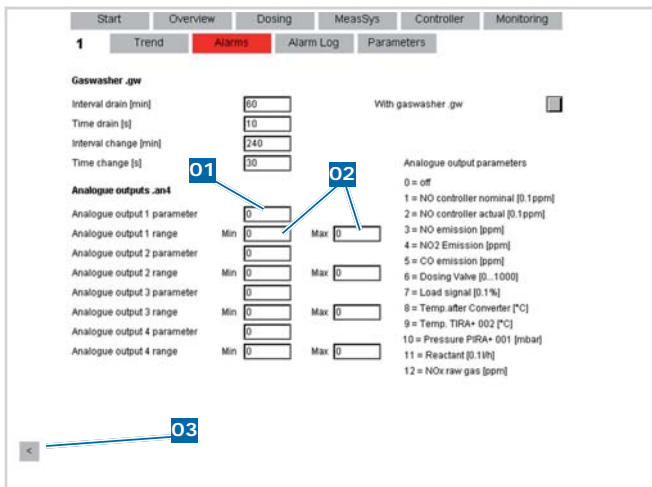 Start Overview Dosing MeasSys Controller Monitoring
1 Trend Alarms Alarm Log Parameters
Gaswasher .gw
Interval drain [min] 60 With gaswasher .gw
Time drain [s] 10
Interval change [min] 240
Time change [s] 30
01 02
Analogue outputs .an4
Analogue output 1 parameter 0
Analogue output 1 range Min 0 Max 0
Analogue output 2 parameter 0
Analogue output 2 range Min 0 Max 0
Analogue output 3 parameter 0
Analogue output 3 range Min 0 Max 0
Analogue output 4 parameter 0
Analogue output 4 range Min 0 Max 0
Analogue output parameters
0 = off
1 = NO controller nominal [0.1ppm]
2 = NO controller actual [0.1ppm]
3 = NO emission [ppm]
4 = NO2 Emission [ppm]
5 = CO emission [ppm]
6 = Dosing Valve [0...1000]
7 = Load signal [0.1%]
8 = Temp.after Converter [°C]
9 = Temp. TIRA+ 002 [°C]
10 = Pressure PIRA+ 001 [mbar]
11 = Reactant [0.1l/h]
12 = NOx raw gas [ppm]
03
<